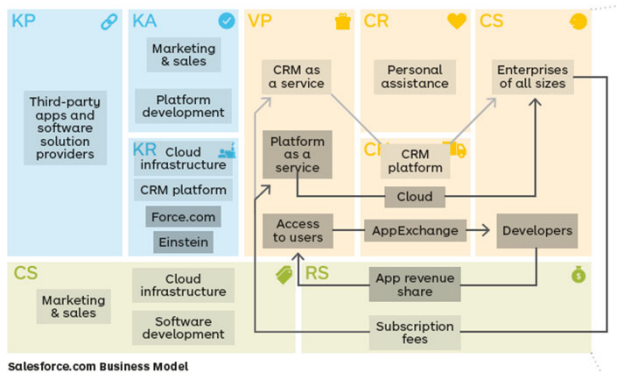 KP
KA
VP
CR
CS
Third-party
apps and
software
solution
providers
Marketing
& sales
Platform
development
KR
Cloud
infrastructure
CRM platform
Force.com
Einstein
CRM as
a service
Platform
as a
service
Access
to users
Personal
assistance
CRM
platform
Cloud
AppExchange
Enterprises
of all sizes
Developers
CS
Marketing
& sales
Cloud
infrastructure
Software
development
RS
App revenue
share
Subscription
fees
Salesforce.com Business Model